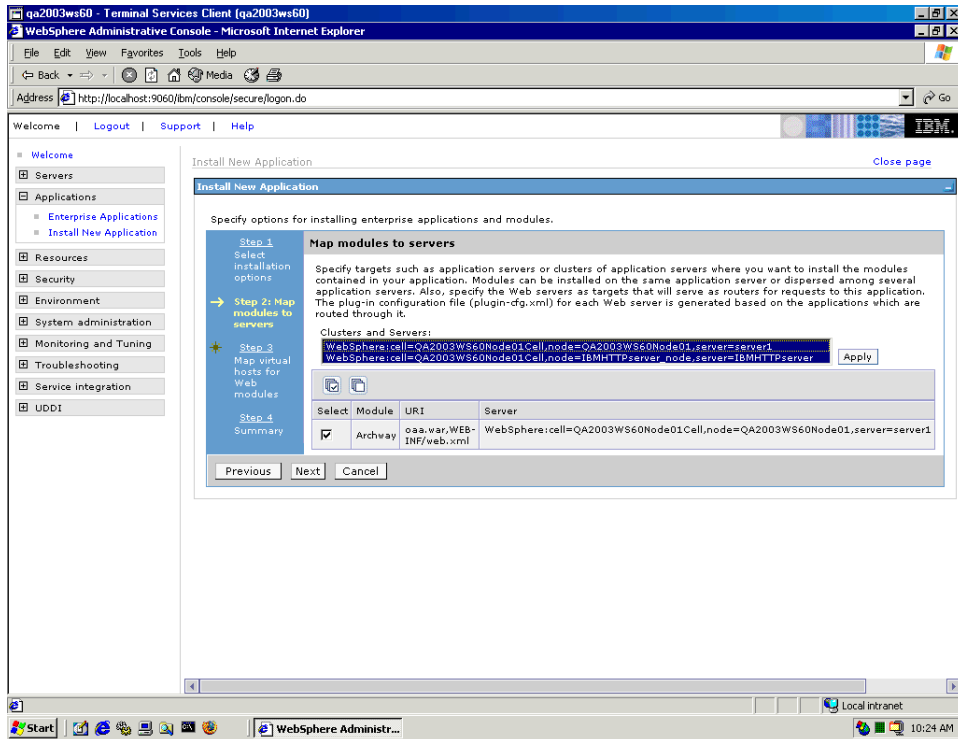 qa2003ws60 - Terminal Services Client (qa2003ws60)
WebSphere Administrative Console - Microsoft Internet Explorer
File Edit View Favorites Tools Help
Back Media
Address http://localhost:9060/ibm/console/secure/logon.do Go
Welcome | Logout | Support | Help IBM.
Welcome
Servers
Applications
Enterprise Applications
Install New Application
Resources
Security
Environment
System administration
Monitoring and Tuning
Troubleshooting
Service integration
UDDI
Install New Application Close page
Install New Application
Specify options for installing enterprise applications and modules.
Step 1
Select
installation
options
Step 2: Map
modules to
servers
Step 3
Map virtual
hosts for
Web
modules
Step 4
Summary
Map modules to servers
Specify targets such as application servers or clusters of application servers where you want to install the modules
contained in your application. Modules can be installed on the same application server or dispersed among several
application servers. Also, specify the Web servers as targets that will serve as routers for requests to this application.
The plug-in configuration file (plugin-cfg.xml) for each Web server is generated based on the applications which are
routed through it.
Clusters and Servers:
WebSphere:cell=QA2003WS60Node01Cell,node=QA2003WS60Node01,server=server1
WebSphere:cell=QA2003WS60Node01Cell,node=IBMHTTPserver_node,server=IBMHTTPserver
Apply
Select Module URI Server
Archway oaa.war,WEB-
INF/web.xml
WebSphere:cell=QA2003WS60Node01Cell,node=QA2003WS60Node01,server=server1
Previous Next Cancel
Local intranet
Start WebSphere Administr... 10:24 AM